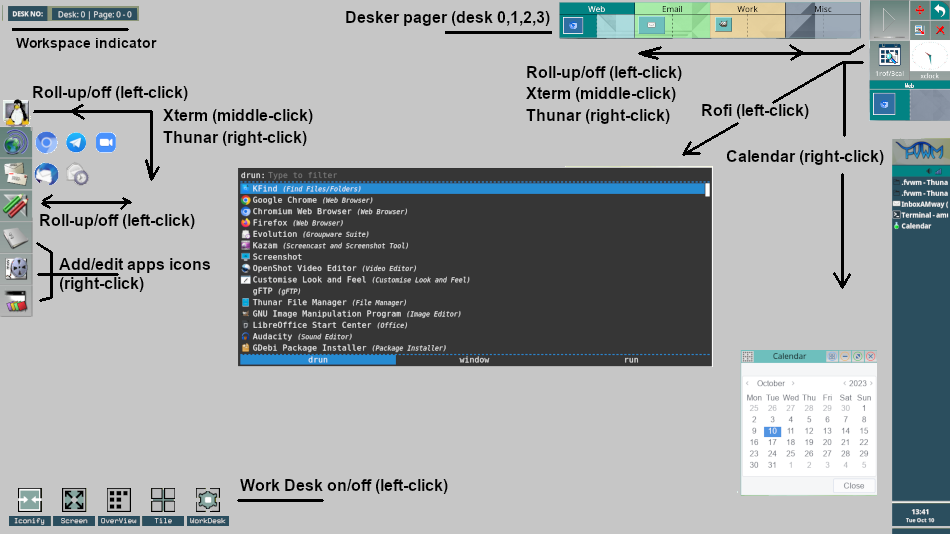 DESK NO:
Desk: 0 | Page: 0 - 0
Workspace indicator
Desker pager (desk 0,1,2,3)
Web
Email
Work
Misc
1rof/3cal
xclock
Web
Roll-up/off (left-click)
Xterm (middle-click)
Thunar (right-click)
Roll-up/off (left-click)
Xterm (middle-click)
Thunar (right-click)
Rofi (left-click)
Calendar (right-click)
Roll-up/off (left-click)
Add/edit apps icons
(right-click)
drun: Type to filter
KFind (Find Files/Folders)
Google Chrome (Web Browser)
Chromium Web Browser (Web Browser)
Firefox (Web Browser)
Evolution (Groupware Suite)
Kazam (Screencast and Screenshot Tool)
Screenshot
OpenShot Video Editor (Video Editor)
Customise Look and Feel (Customise Look and Feel)
gFTP (gFTP)
Thunar File Manager (File Manager)
GNU Image Manipulation Program (Image Editor)
LibreOffice Start Center (Office)
Audacity (Sound Editor)
GDebi Package Installer (Package Installer)
drun
window
run
FVWM
.fvwm - Thuna
.fvwm - Thuna
InboxAMway (
Terminal - amw
Calendar
Calendar
October
2023
Mon Tue Wed Thu Fri Sat Sun
25 26 27 28 29 30 1
2 3 4 5 6 7 8
9 10 11 12 13 14 15
16 17 18 19 20 21 22
23 24 25 26 27 28 29
30 31 1 2 3 4 5
Close
Work Desk on/off (left-click)
Iconify
Screen
OverView
Tile
WorkDesk
13:41
Tue Oct 10